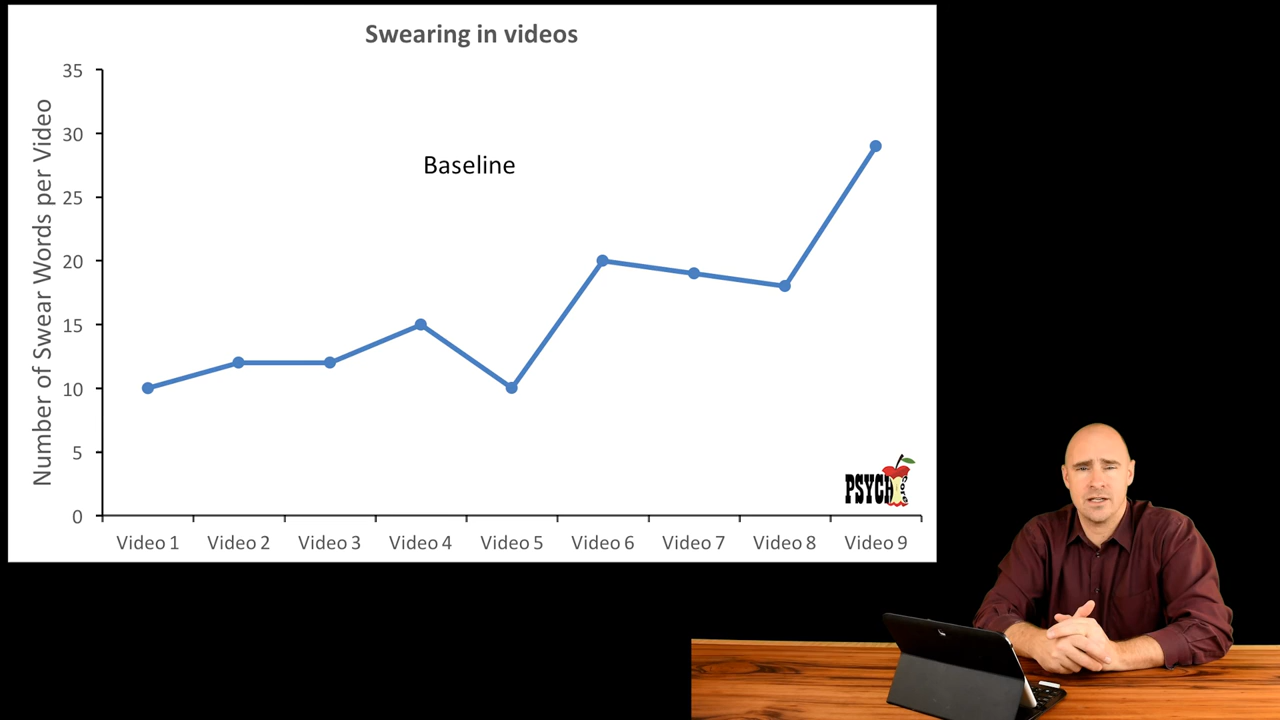 Swearing in videos
Number of Swear Words per Video
35
30
25
20
15
10
5
0
Baseline
PSYCH
core
Video 1
Video 2
Video 3
Video 4
Video 5
Video 6
Video 7
Video 8
Video 9